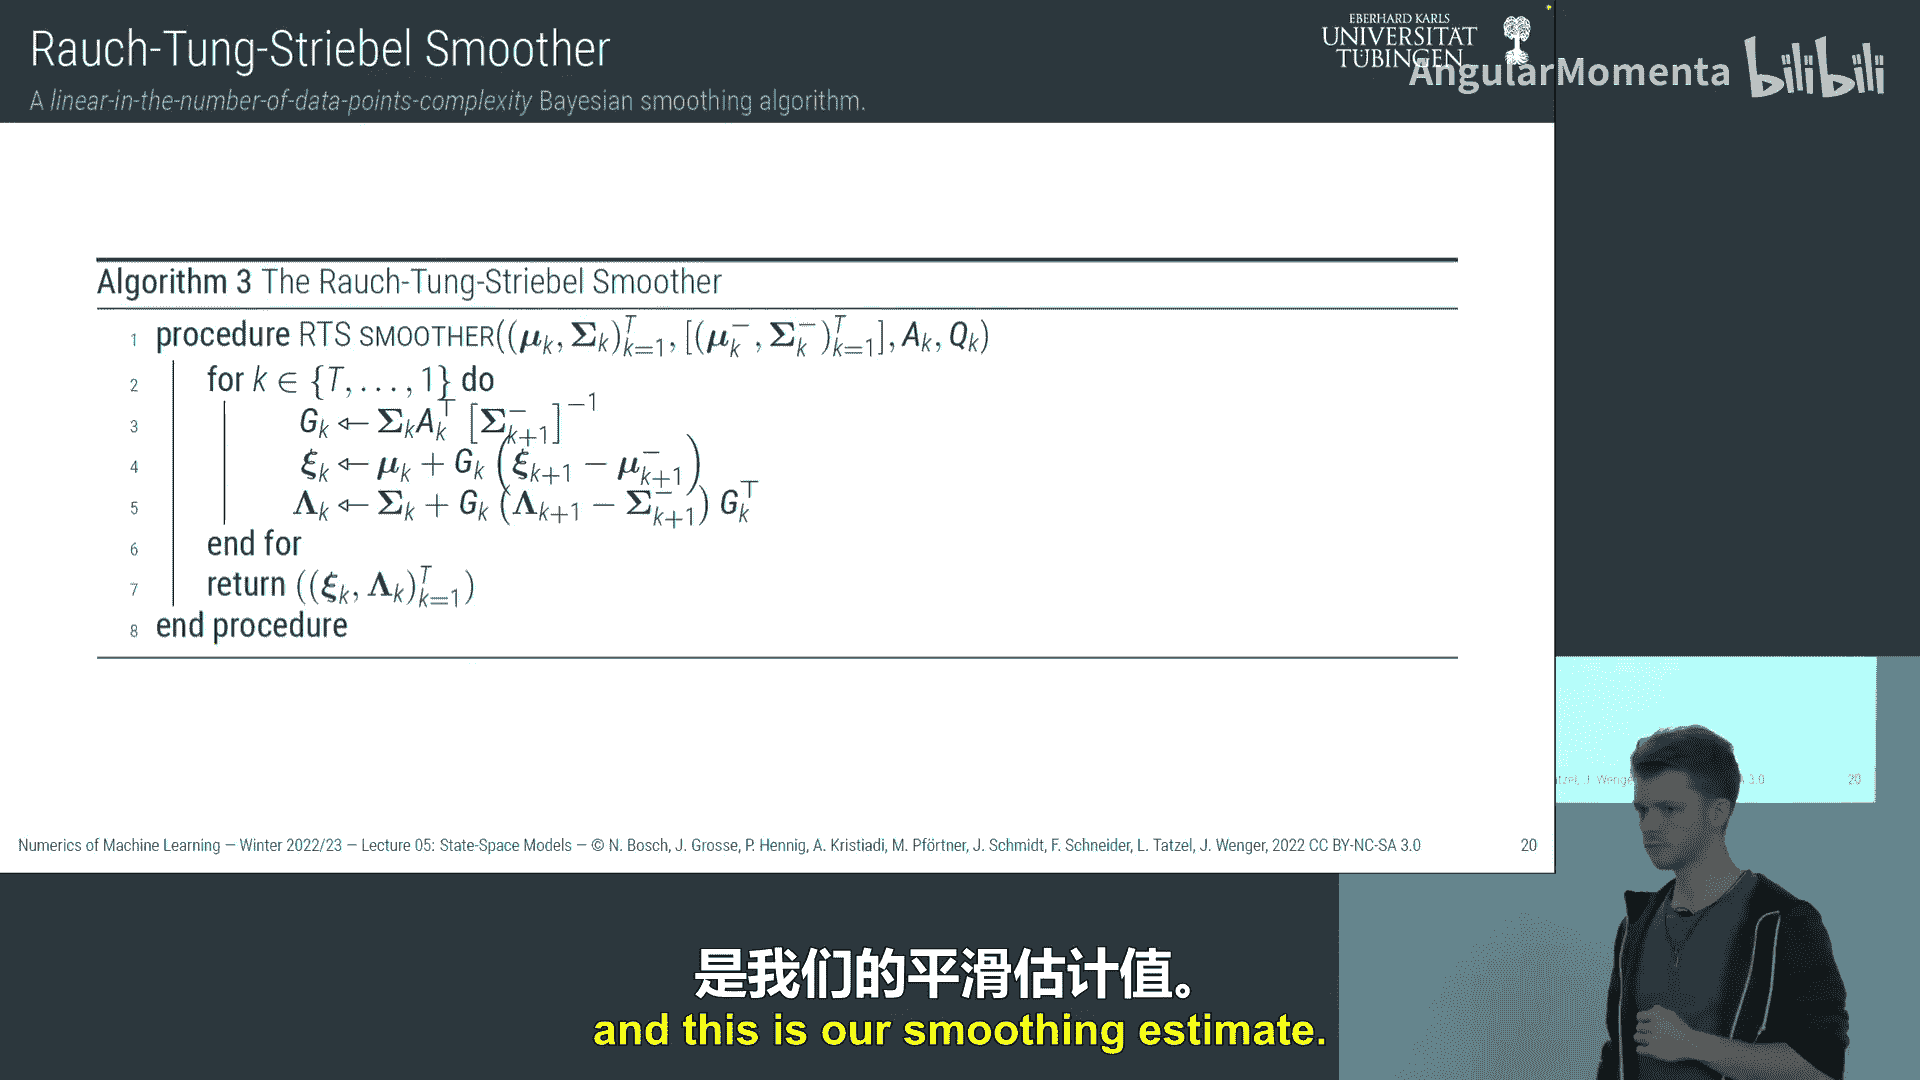 Rauch-Tung-Striebel Smoother
A linear-in-the-number-of-data-points-complexity Bayesian smoothing algorithm.
EBERHARD KARLS
UNIVERSITÄT
TÜBINGEN
AngularMomenta bilibili
Algorithm 3 The Rauch-Tung-Striebel Smoother
1 procedure RTS SMOOTHER((μ_k, Σ_k)_{k=1}^T, [(μ_k^-, Σ_k^-)_{k=1}^T], A_k, Q_k)
2 for k ∈ {T, . . . , 1} do
3 G_k ← Σ_k A_k^⊤ [Σ_{k+1}^-]^{-1}
4 ξ_k ← μ_k + G_k (ξ_{k+1} − μ_{k+1}^-)
5 Λ_k ← Σ_k + G_k (Λ_{k+1} − Σ_{k+1}^-) G_k^⊤
6 end for
7 return ((ξ_k, Λ_k)_{k=1}^T)
8 end procedure
Numerics of Machine Learning — Winter 2022/23 — Lecture 05: State-Space Models — © N. Bosch, J. Grosse, P. Hennig, A. Kristiadi, M. Pförtner, J. Schmidt, F. Schneider, L. Tatzel, J. Wenger, 2022 CC BY-NC-SA 3.0 20
tzel, J. Wenge A 3.0 20
是我们的平滑估计值。
and this is our smoothing estimate.